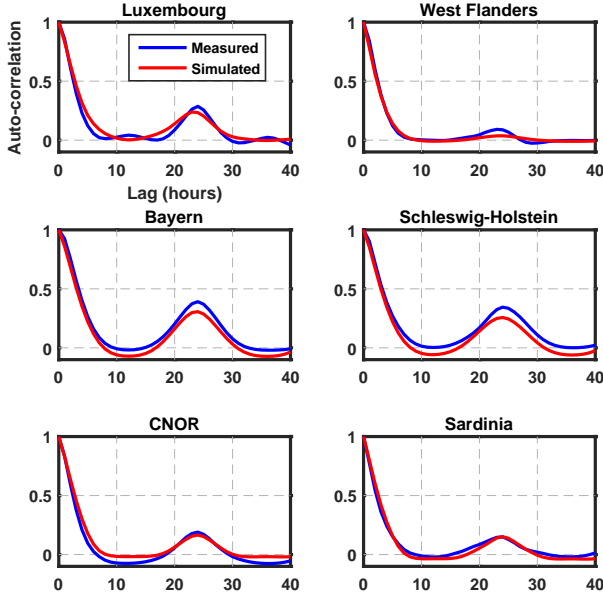 Luxembourg
West Flanders
1
0.5
0
Auto-correlation
Measured
Simulated
0 10 20 30 40
Lag (hours)
1
0.5
0
0 10 20 30 40
Bayern
Schleswig-Holstein
1
0.5
0
0 10 20 30 40
1
0.5
0
0 10 20 30 40
CNOR
Sardinia
1
0.5
0
0 10 20 30 40
1
0.5
0
0 10 20 30 40